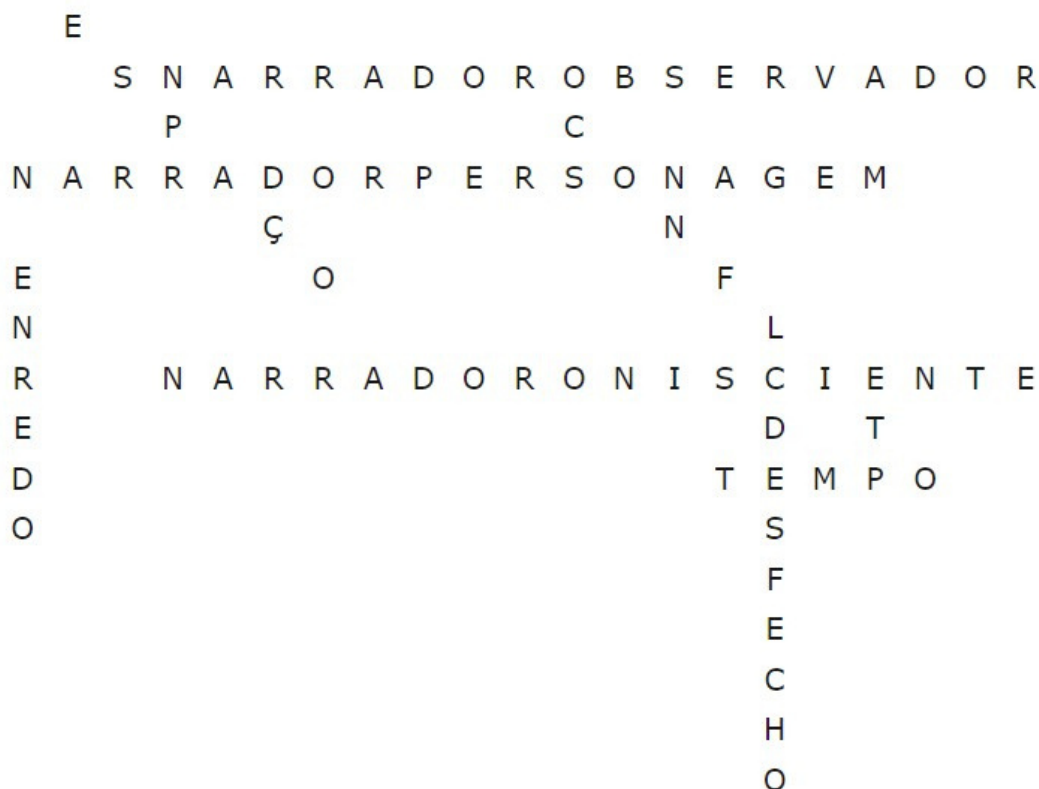 E
S N A R R A D O R O B S E R V A D O R
P C
N A R R A D O R P E R S O N A G E M
Ç N
E O F
N L
R N A R R A D O R O N I S C I E N T E
E D T
D T E M P O
O S
F
E
C
H
O